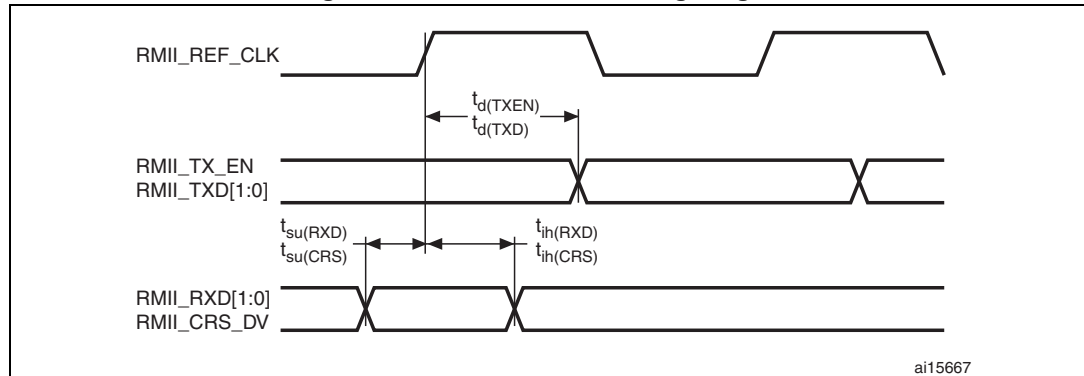 RMII_REF_CLK
td(TXEN)
td(TXD)
RMII_TX_EN
RMII_TXD[1:0]
tsu(RXD)
tsu(CRS)
tih(RXD)
tih(CRS)
RMII_RXD[1:0]
RMII_CRS_DV
ai15667